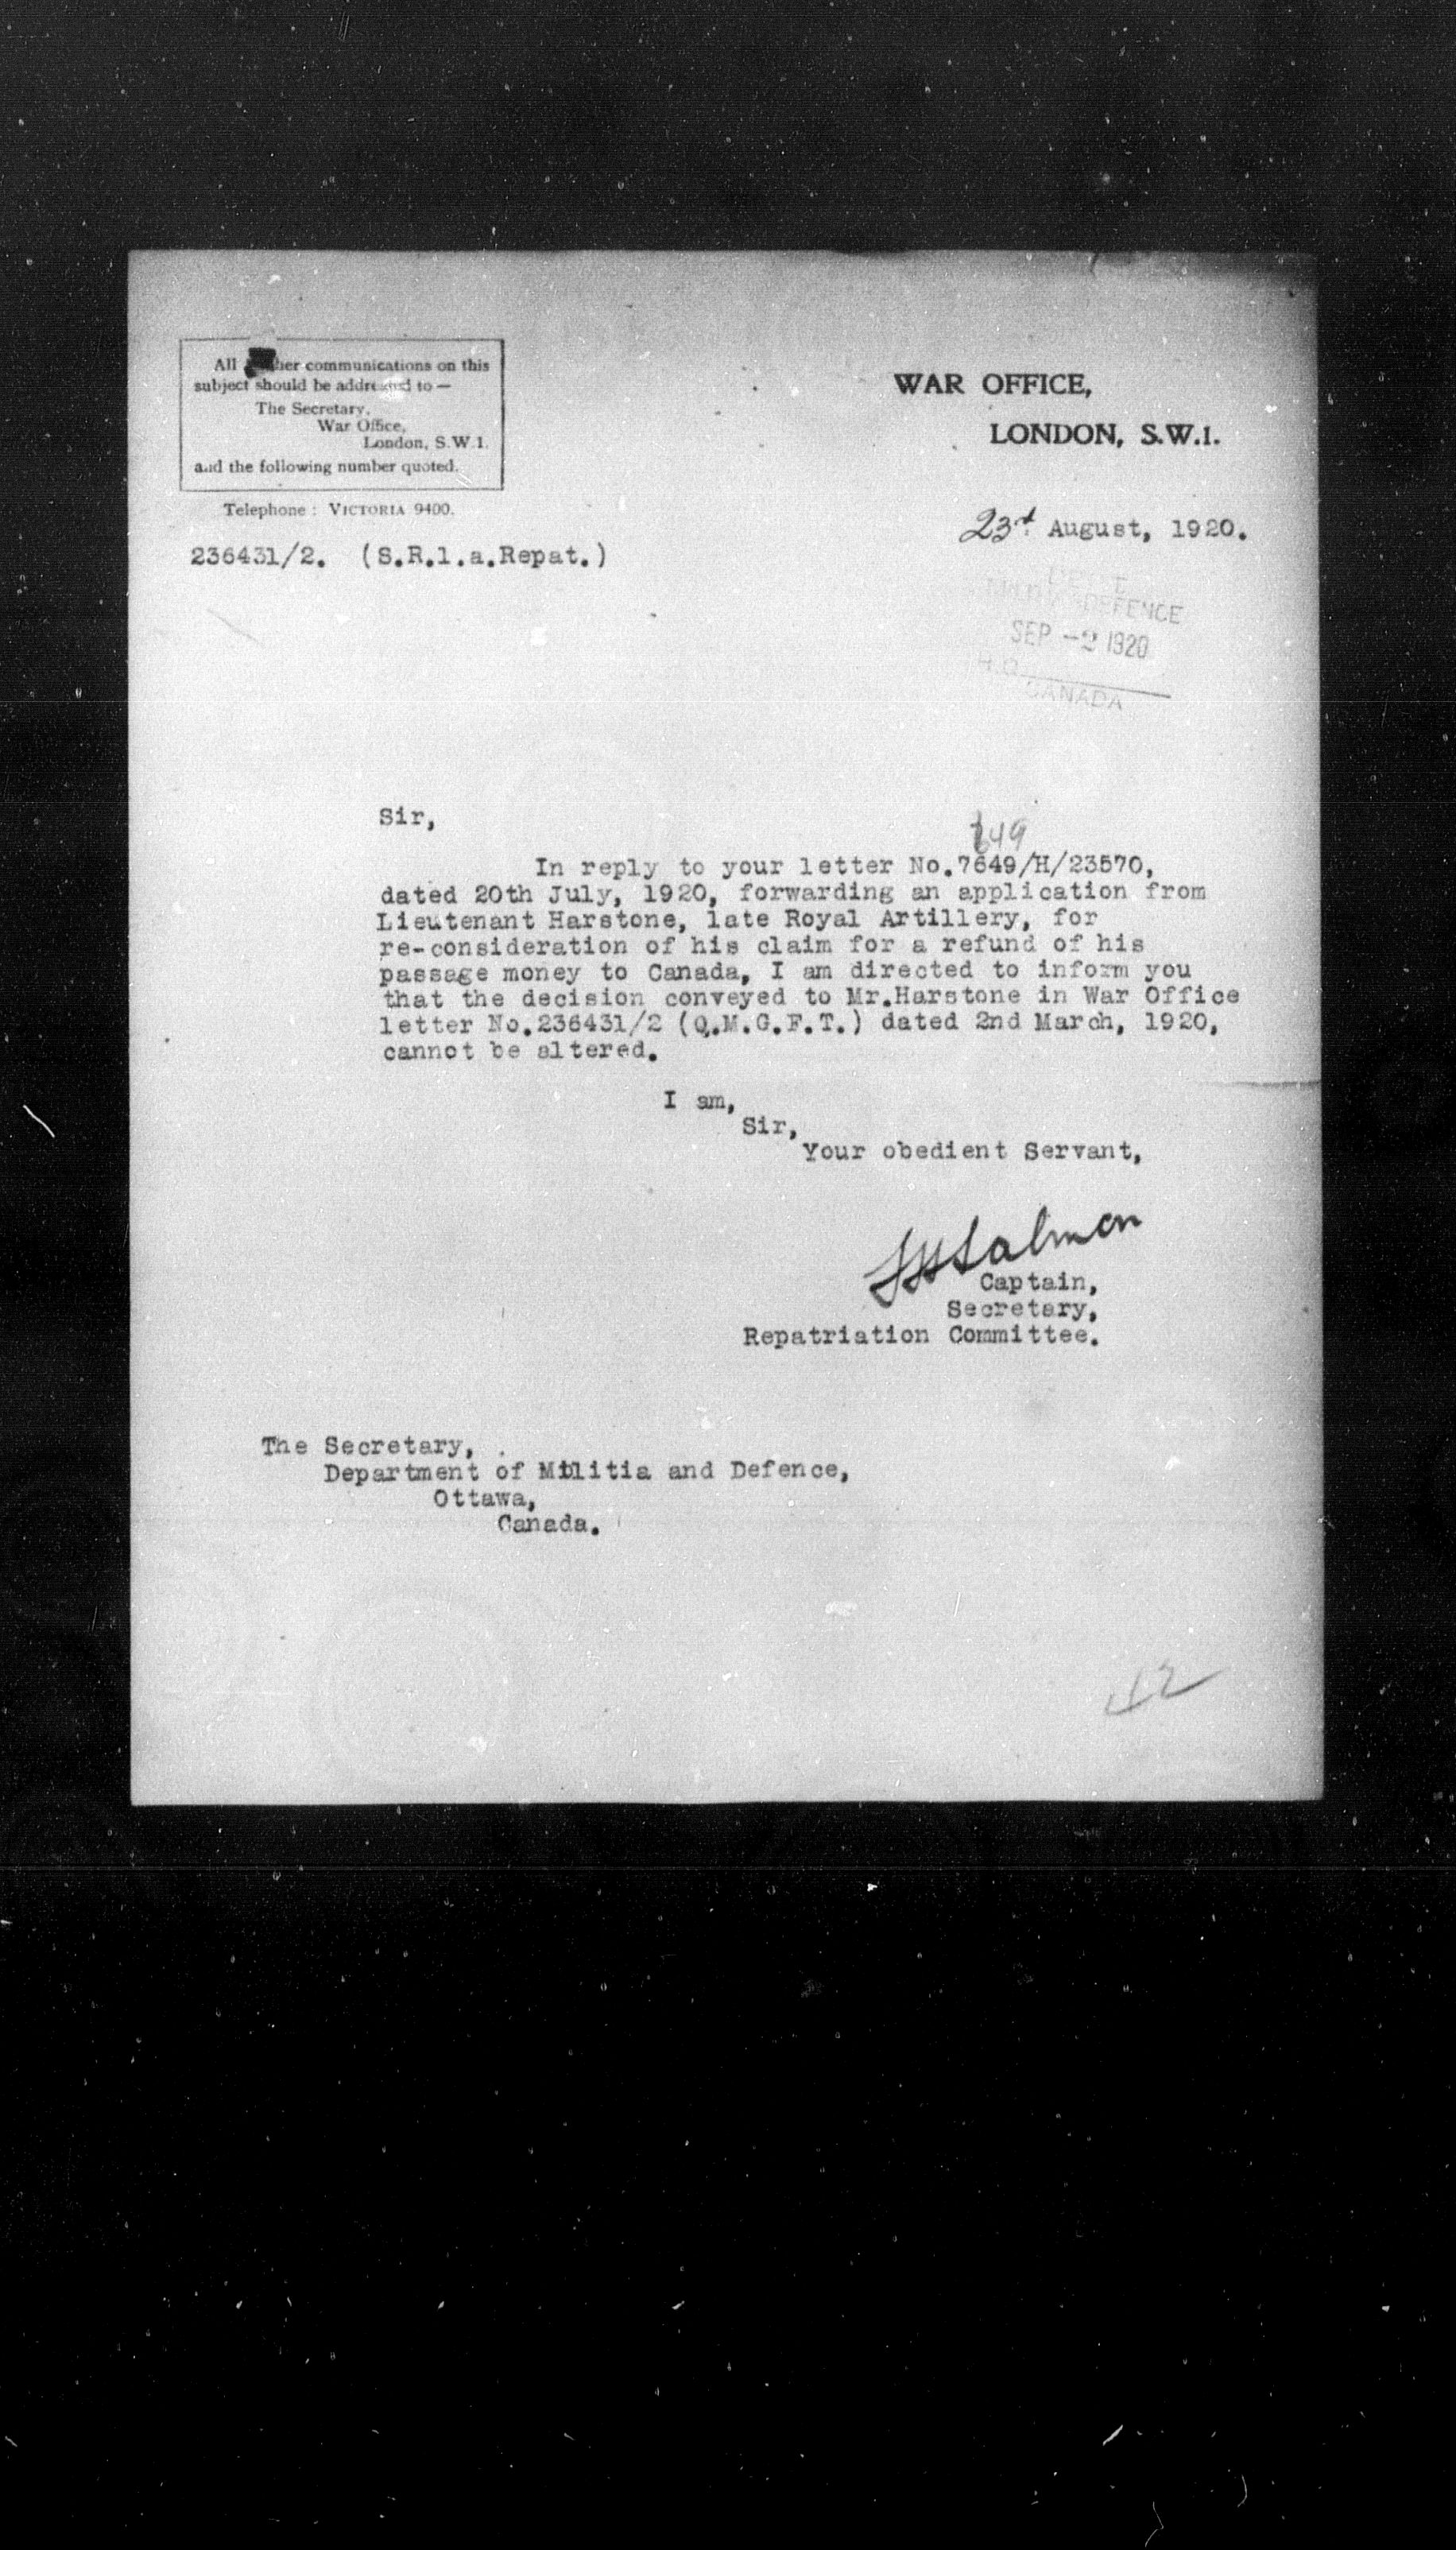 All further communications on this
subject should be addressed to —
The Secretary,
War Office,
London, S.W.1.
and the following number quoted.
Telephone : VICTORIA 9400.
236431/2. (S.R.1.a.Repat.)
WAR OFFICE,
LONDON, S.W.1.
23rd August, 1920.
DEFENCE
SEP -2 1920
H.Q.
CANADA
Sir,
649
In reply to your letter No.7649/H/23570,
dated 20th July, 1920, forwarding an application from
Lieutenant Harstone, late Royal Artillery, for
re-consideration of his claim for a refund of his
passage money to Canada, I am directed to inform you
that the decision conveyed to Mr.Harstone in War Office
letter No.236431/2 (Q.M.G.F.T.) dated 2nd March, 1920,
cannot be altered.
I am,
Sir,
Your obedient Servant,
Salmon
Captain,
Secretary,
Repatriation Committee.
The Secretary,
Department of Militia and Defence,
Ottawa,
Canada.
42